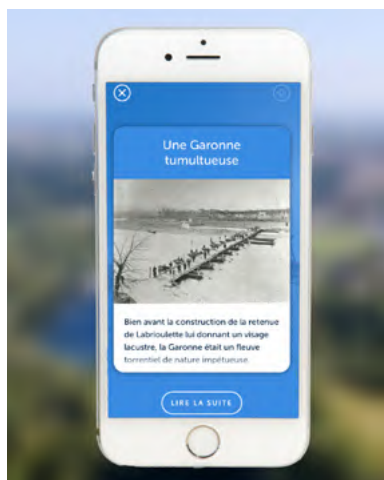 Une Garonne
tumultueuse
Bien avant la construction de la retenue
de Labrioulette lui donnant un visage
lacustre, la Garonne était un fleuve
torrentiel de nature impétueuse.
LIRE LA SUITE